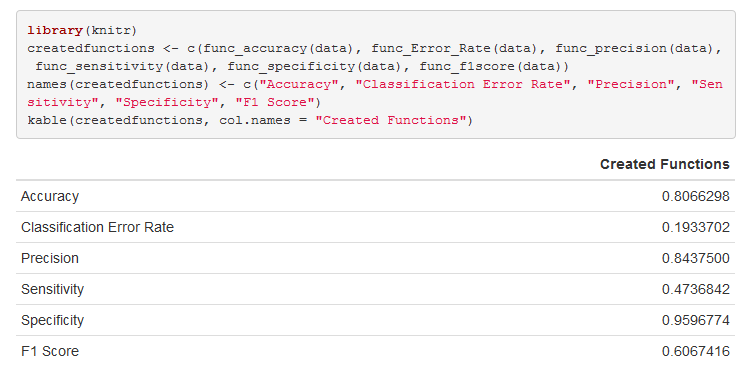 library(knitr)
createdfunctions <- c(func_accuracy(data), func_Error_Rate(data), func_precision(data),
 func_sensitivity(data), func_specificity(data), func_f1score(data))
names(createdfunctions) <- c("Accuracy", "Classification Error Rate", "Precision", "Sen
sitivity", "Specificity", "F1 Score")
kable(createdfunctions, col.names = "Created Functions")
Created Functions
Accuracy 0.8066298
Classification Error Rate 0.1933702
Precision 0.8437500
Sensitivity 0.4736842
Specificity 0.9596774
F1 Score 0.6067416